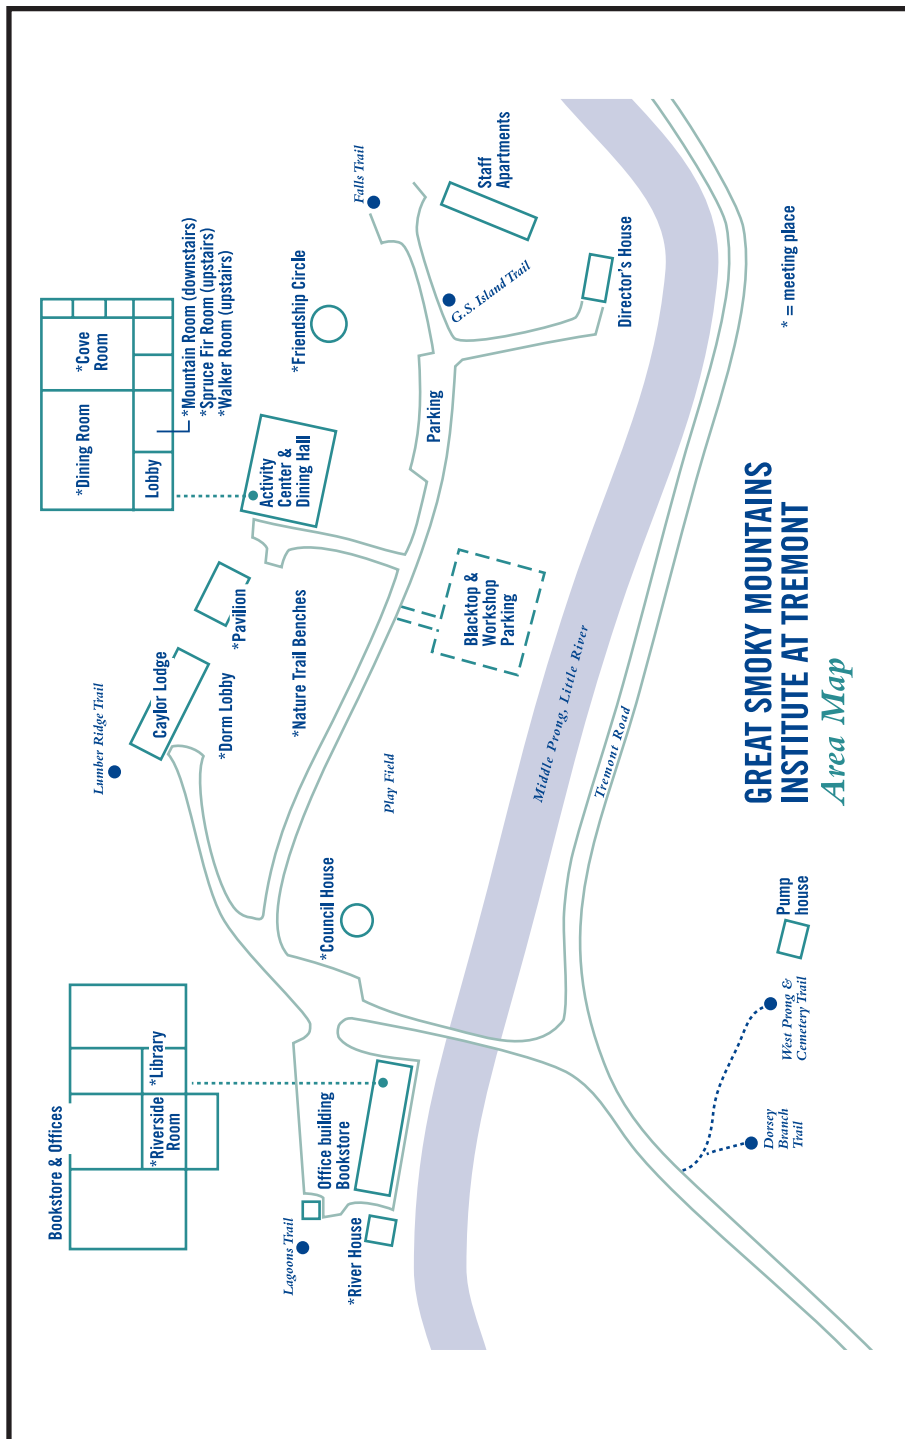 Bookstore & Offices
*Riverside
Room
*Library
Lagoons Trail
*River House
Office building
Bookstore
*Council House
Lumber Ridge Trail
Caylor Lodge
*Dorm Lobby
*Pavilion
*Nature Trail Benches
Play Field
*Dining Room
Lobby
*Cove
Room
*Mountain Room (downstairs)
*Spruce Fir Room (upstairs)
*Walker Room (upstairs)
Activity
Center &
Dining Hall
*Friendship Circle
Falls Trail
Parking
G.S. Island Trail
Staff
Apartments
Director's House
Blacktop &
Workshop
Parking
Middle Prong, Little River
Tremont Road
Dorsey
Branch
Trail
West Prong &
Cemetery Trail
Pump
house
GREAT SMOKY MOUNTAINS
INSTITUTE AT TREMONT
Area Map
* = meeting place